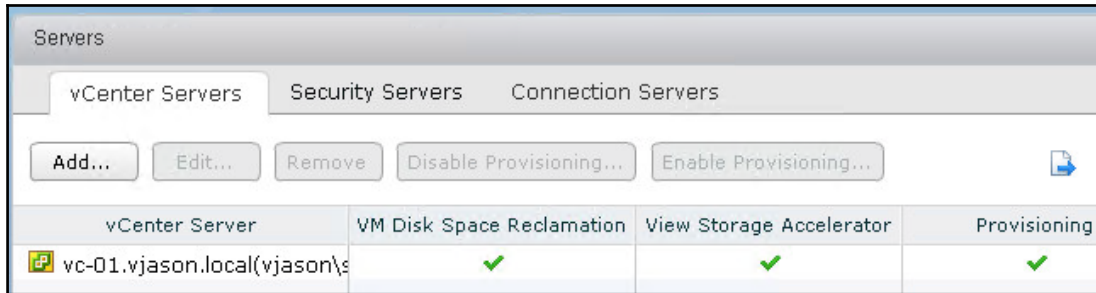 Servers
vCenter Servers Security Servers Connection Servers
Add... Edit... Remove Disable Provisioning... Enable Provisioning...
vCenter Server VM Disk Space Reclamation View Storage Accelerator Provisioning
vc-01.vjason.local(vjason\s